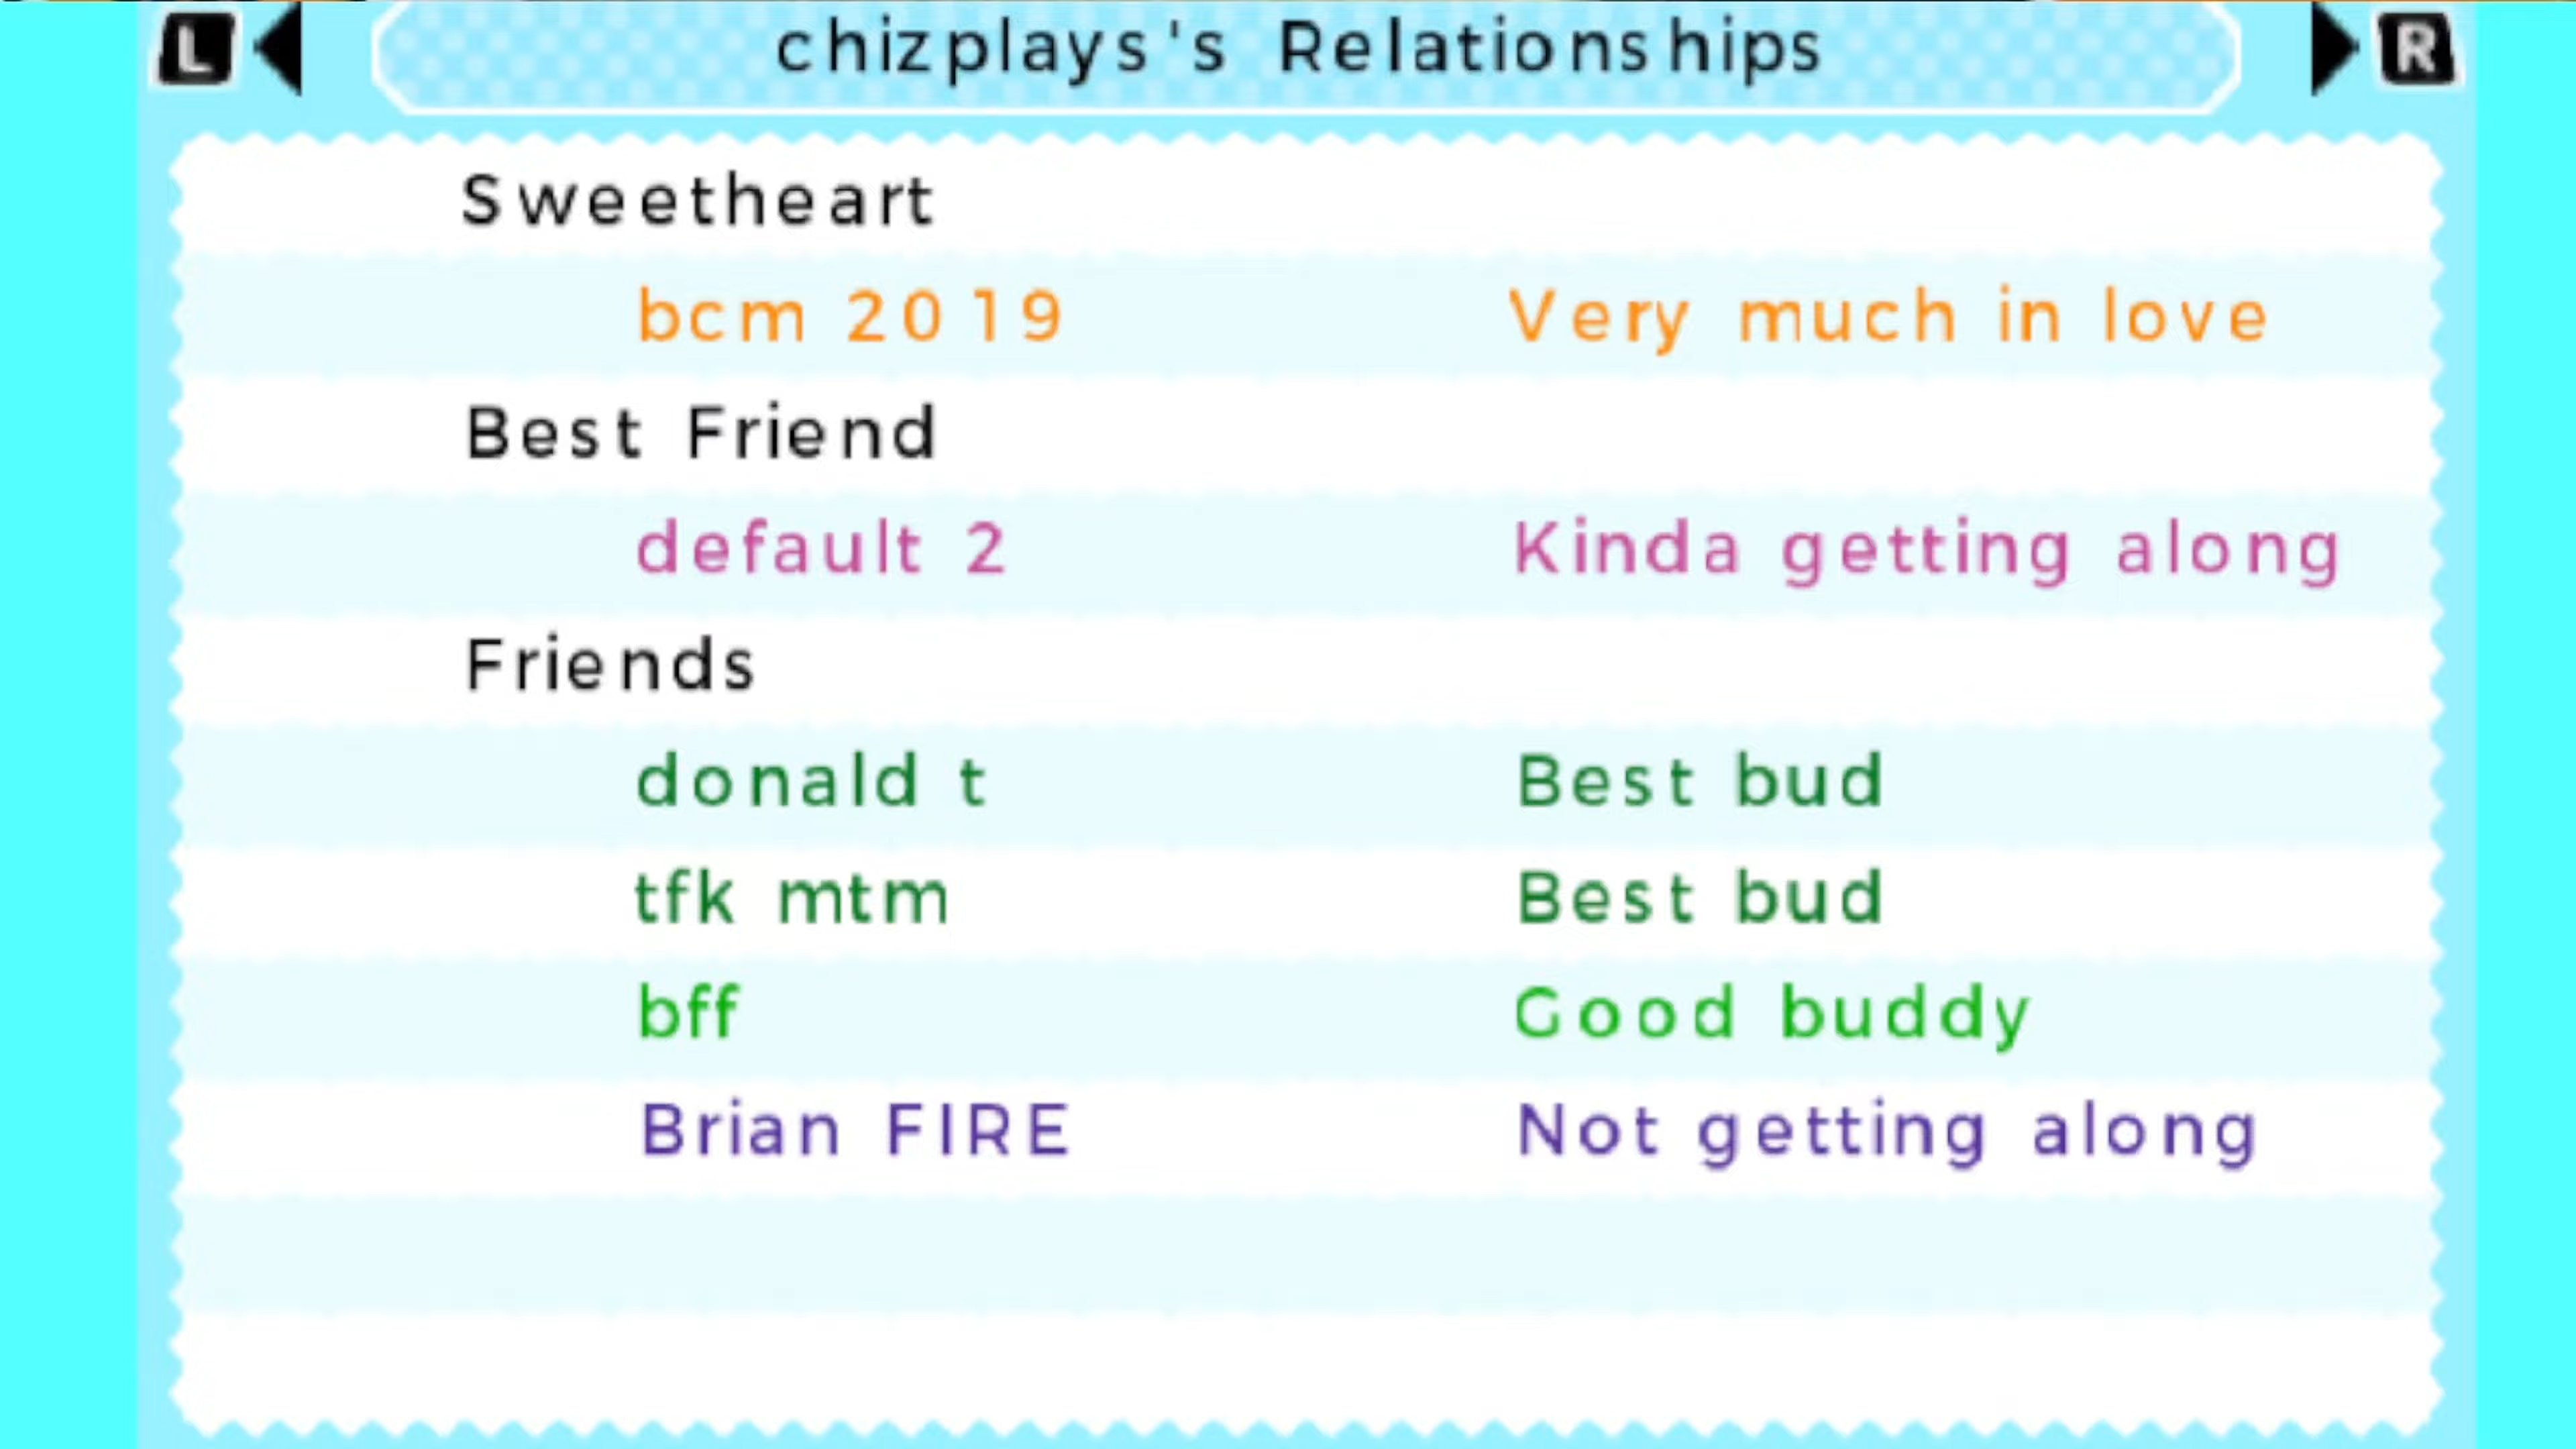 L chizplays's Relationships R
Sweetheart
bcm 2019 Very much in love
Best Friend
default 2 Kinda getting along
Friends
donald t Best bud
tfk mtm Best bud
bff Good buddy
Brian FIRE Not getting along